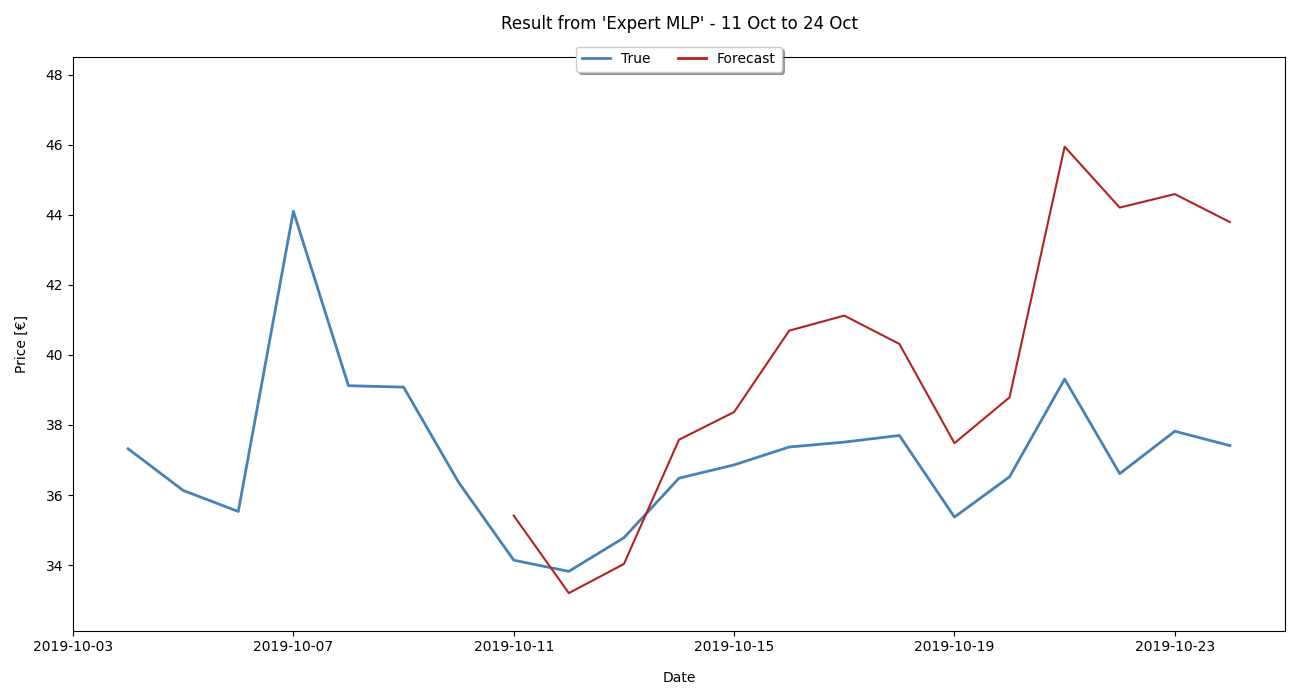 Result from 'Expert MLP' - 11 Oct to 24 Oct
True Forecast
48
46
44
42
40
38
36
34
Price [€]
2019-10-03 2019-10-07 2019-10-11 2019-10-15 2019-10-19 2019-10-23
Date